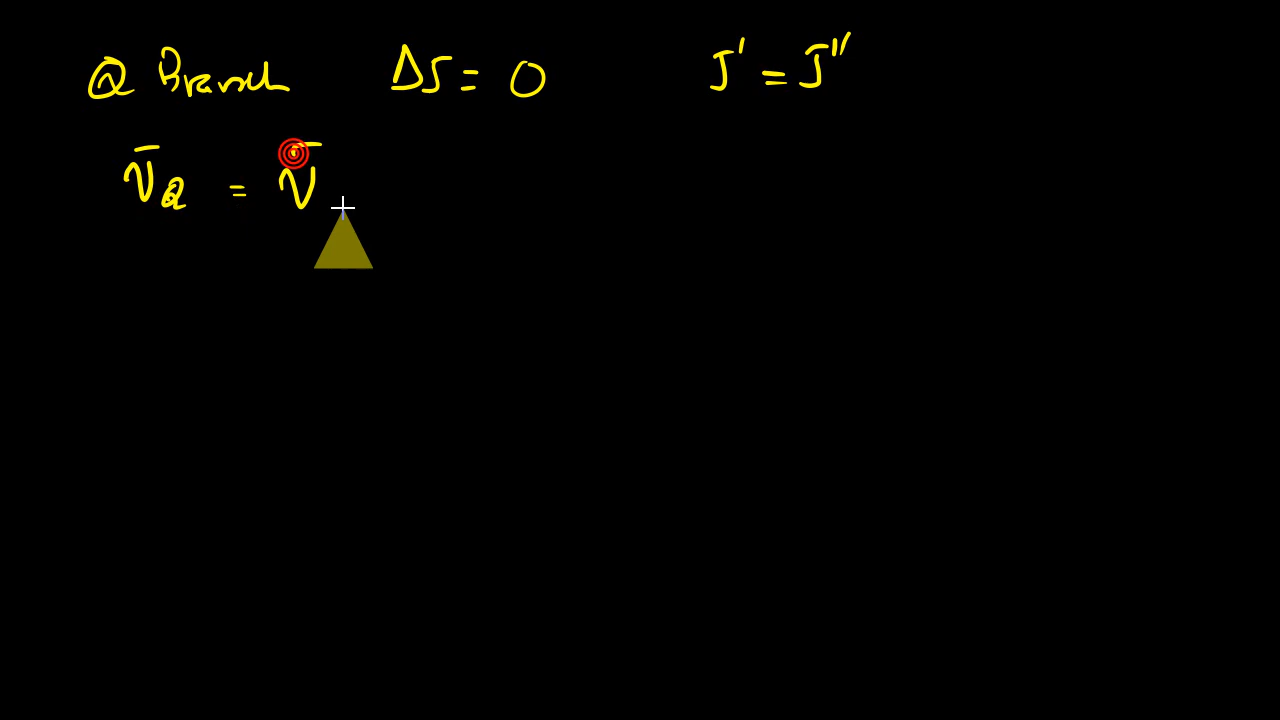 Q Branch ΔJ = 0 J' = J''
ν̄Q = ν̄